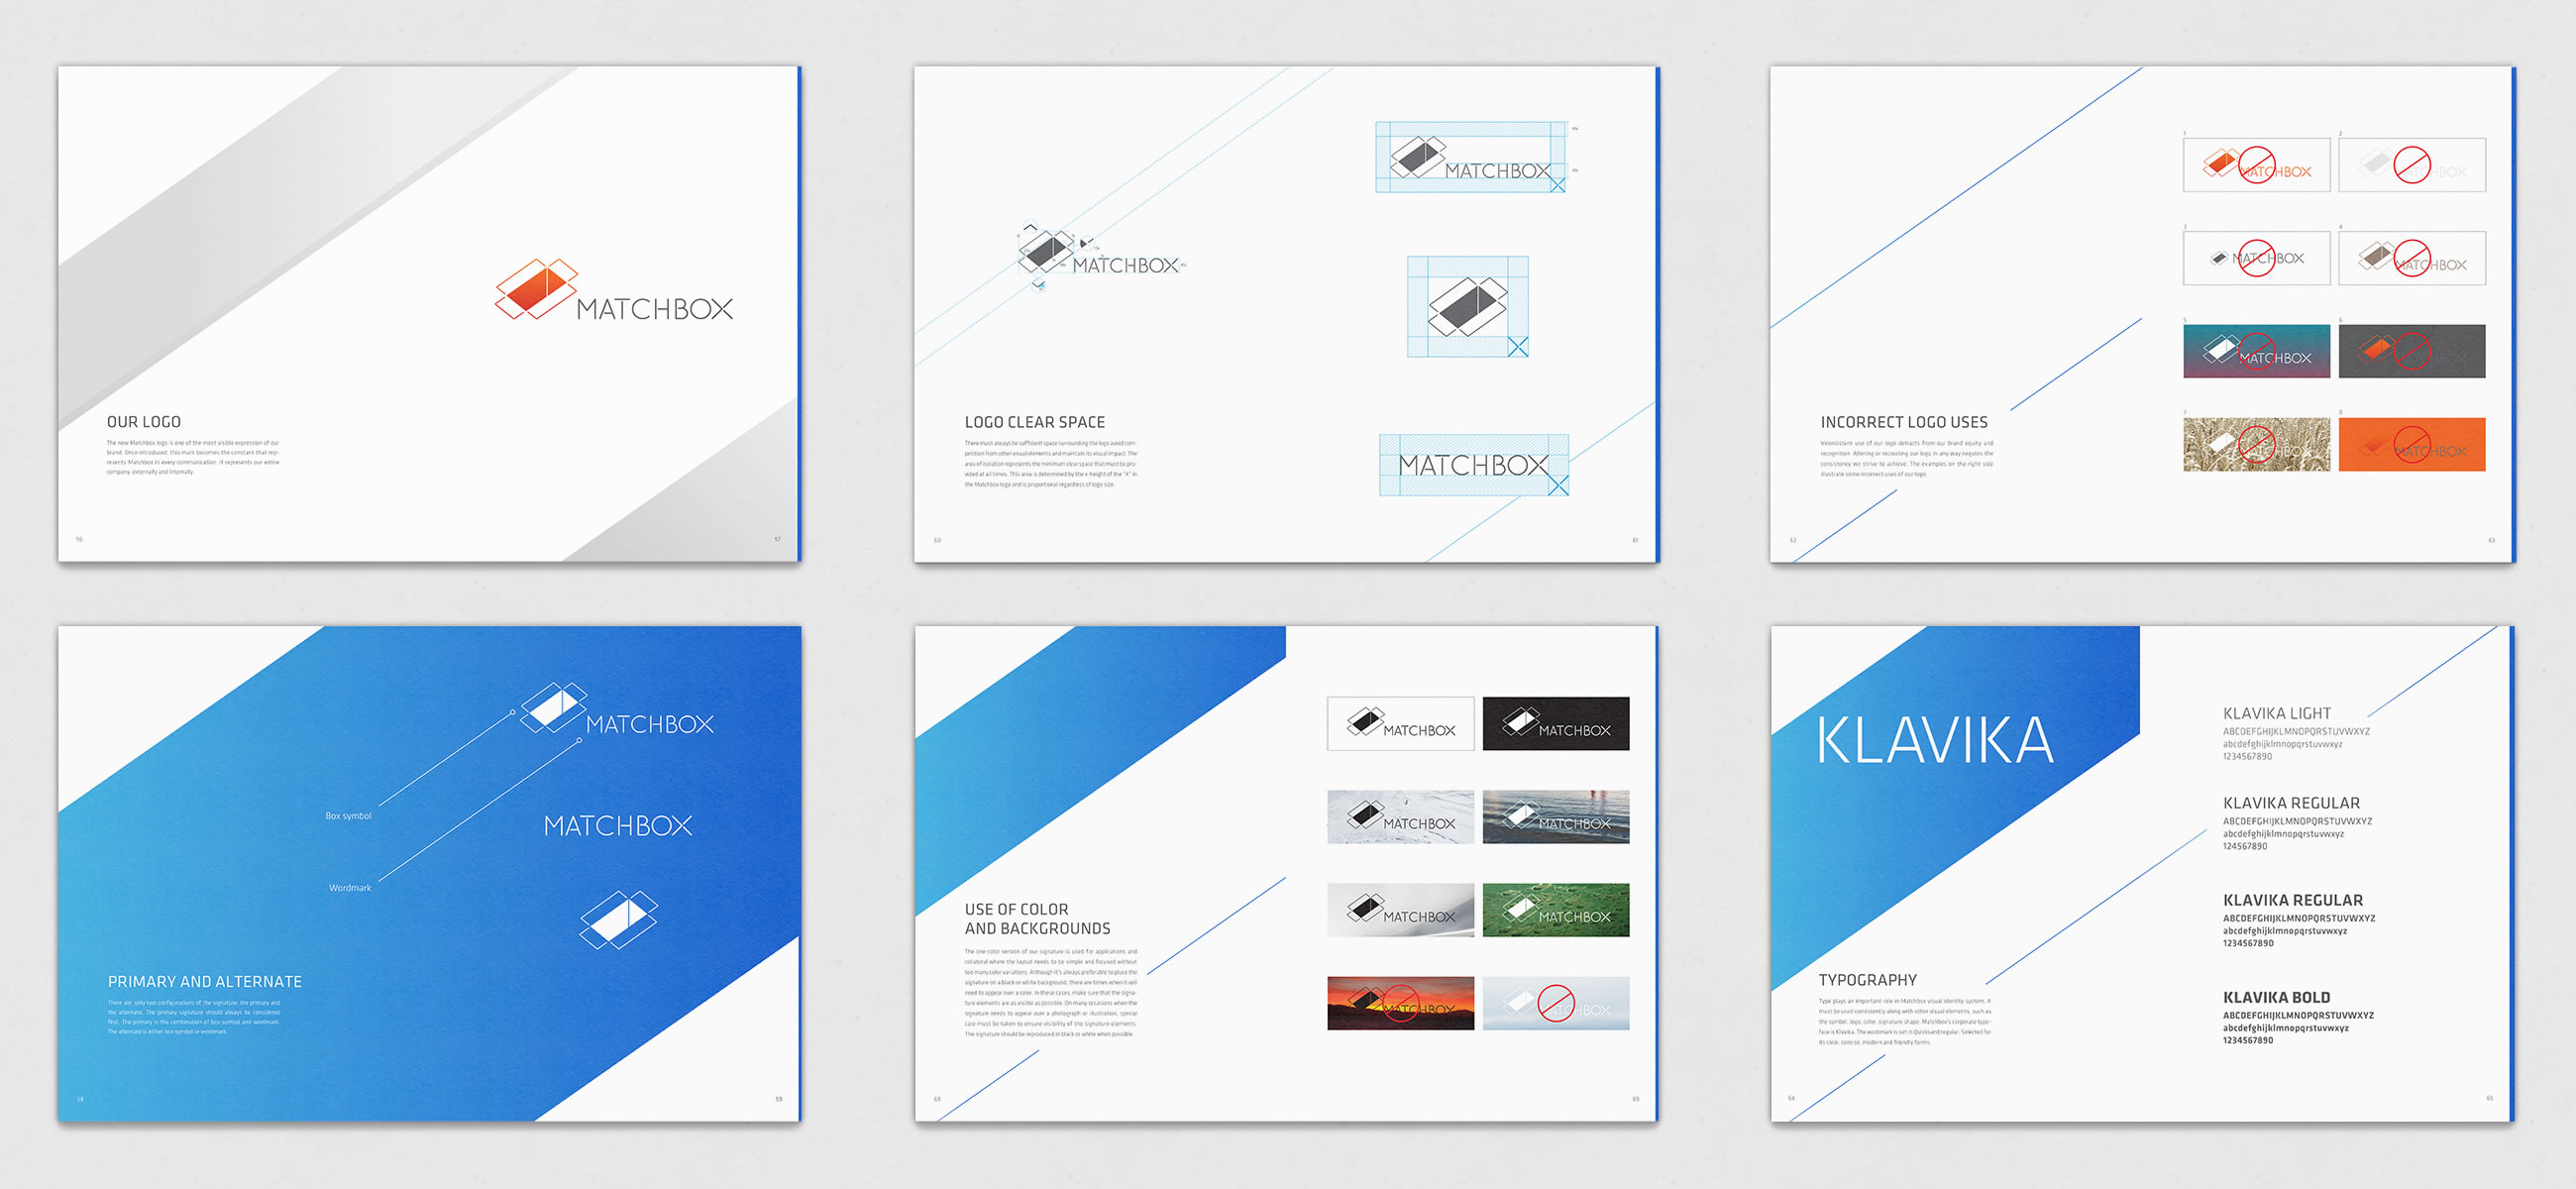 MATCHBOX
OUR LOGO
The new Matchbox logo is one of the most visible expression of our
brand. Once introduced, this mark becomes the constant that rep-
resents Matchbox in every communication. It represents our entire
company, externally and internally.
56
57
MATCHBOX
MATCHBOX
MATCHBOX
LOGO CLEAR SPACE
There must always be sufficient space surrounding the logo avoid com-
petition from other visual elements and maintain its visual impact. The
area of isolation represents the minimum clear space that must be pro-
vided at all times. This area is determined by the x-height of the "X" in
the Matchbox logo and is proportional regardless of logo size.
60
61
1
2
MATCHBOX
MATCHBOX
3
4
MATCHBOX
MATCHBOX
5
6
MATCHBOX
MATCHBOX
7
8
MATCHBOX
MATCHBOX
INCORRECT LOGO USES
Inconsistent use of our logo detracts from our brand equity and
recognition. Altering or recreating our logo in any way negates the
consistency we strive to achieve. The examples on the right side
illustrate some incorrect uses of our logo.
62
63
MATCHBOX
Box symbol
MATCHBOX
Wordmark
PRIMARY AND ALTERNATE
There are only two configurations of the signature: the primary and
the alternate. The primary signature should always be considered
first. The primary is the combination of box symbol and wordmark.
The alternate is either box symbol or wordmark.
58
59
MATCHBOX
MATCHBOX
MATCHBOX
MATCHBOX
MATCHBOX
MATCHBOX
MATCHBOX
MATCHBOX
USE OF COLOR
AND BACKGROUNDS
The one-color version of our signature is used for applications and
collateral where the layout needs to be simple and focused without
too many color variations. Although it's always preferable to place the
signature on a black or white background, there are times when it will
need to appear over a color. In these cases, make sure that the signa-
ture elements are as visible as possible. On many occasions when the
signature needs to appear over a photograph or illustration, special
care must be taken to ensure visibility of the signature elements.
The signature should be reproduced in black or white when possible.
68
69
KLAVIKA
TYPOGRAPHY
Type plays an important role in Matchbox visual identity system. It
must be used consistently along with other visual elements, such as
the symbol, logo, color, signature shape. Matchbox's corporate type-
face is Klavika. The wordmark is set in Quicksand regular. Selected for
its clear, concise, modern and friendly forms.
KLAVIKA LIGHT
ABCDEFGHIJKLMNOPQRSTUVWXYZ
abcdefghijklmnopqrstuvwxyz
1234567890
KLAVIKA REGULAR
ABCDEFGHIJKLMNOPQRSTUVWXYZ
abcdefghijklmnopqrstuvwxyz
124567890
KLAVIKA REGULAR
ABCDEFGHIJKLMNOPQRSTUVWXYZ
abcdefghijklmnopqrstuvwxyz
1234567890
KLAVIKA BOLD
ABCDEFGHIJKLMNOPQRSTUVWXYZ
abcdefghijklmnopqrstuvwxyz
1234567890
64
65